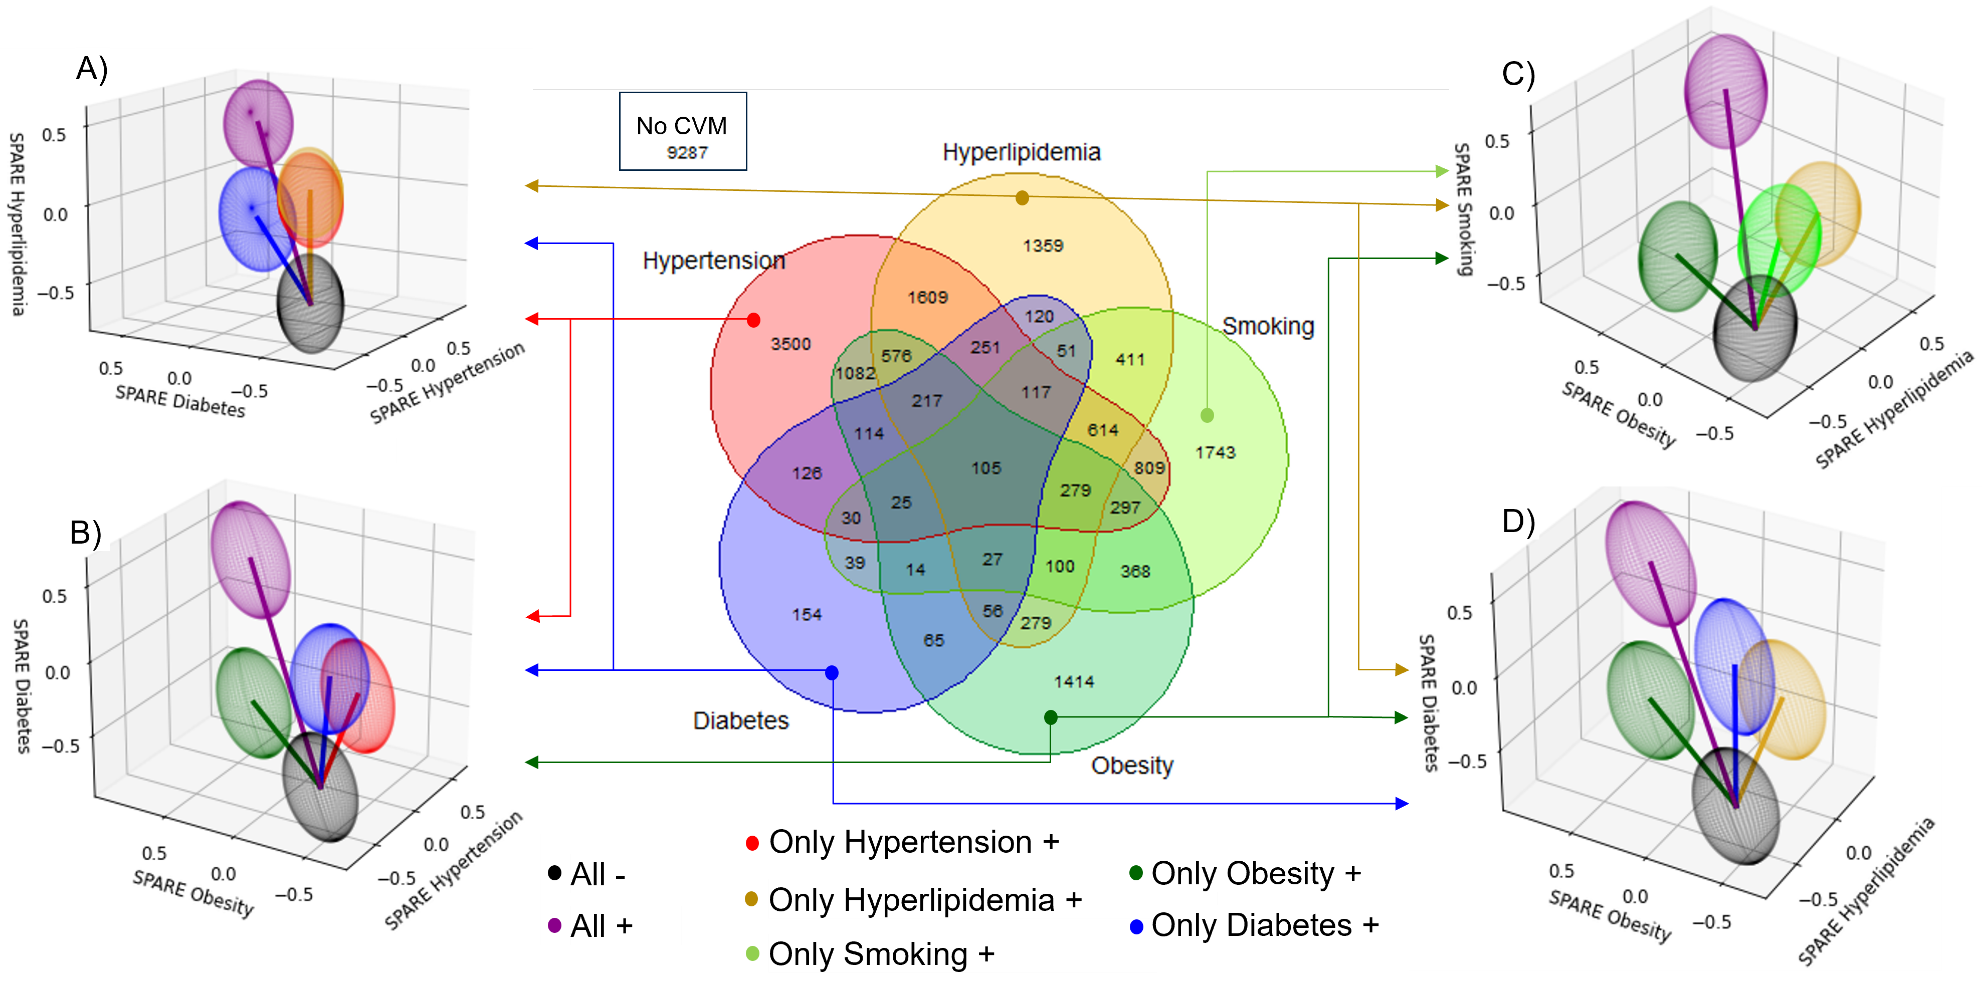 A)
SPARE Hyperlipidemia
0.5
0.0
−0.5
0.5
0.0
−0.5
SPARE Diabetes
−0.5
0.0
0.5
SPARE Hypertension
B)
SPARE Diabetes
0.5
0.0
−0.5
0.5
0.0
−0.5
SPARE Obesity
−0.5
0.0
0.5
SPARE Hypertension
No CVM
9287
Hyperlipidemia
Hypertension
Smoking
Diabetes
Obesity
1359
1609
120
3500
576
251
51
411
1082
217
117
114
614
126
105
809
1743
25
279
297
30
39
14
27
100
368
154
65
56
279
1414
All -
All +
Only Hypertension +
Only Hyperlipidemia +
Only Smoking +
Only Obesity +
Only Diabetes +
C)
SPARE Smoking
0.5
0.0
−0.5
0.5
0.0
−0.5
SPARE Obesity
−0.5
0.0
0.5
SPARE Hyperlipidemia
D)
SPARE Diabetes
0.5
0.0
−0.5
0.5
0.0
−0.5
SPARE Obesity
−0.5
0.0
SPARE Hyperlipidemia